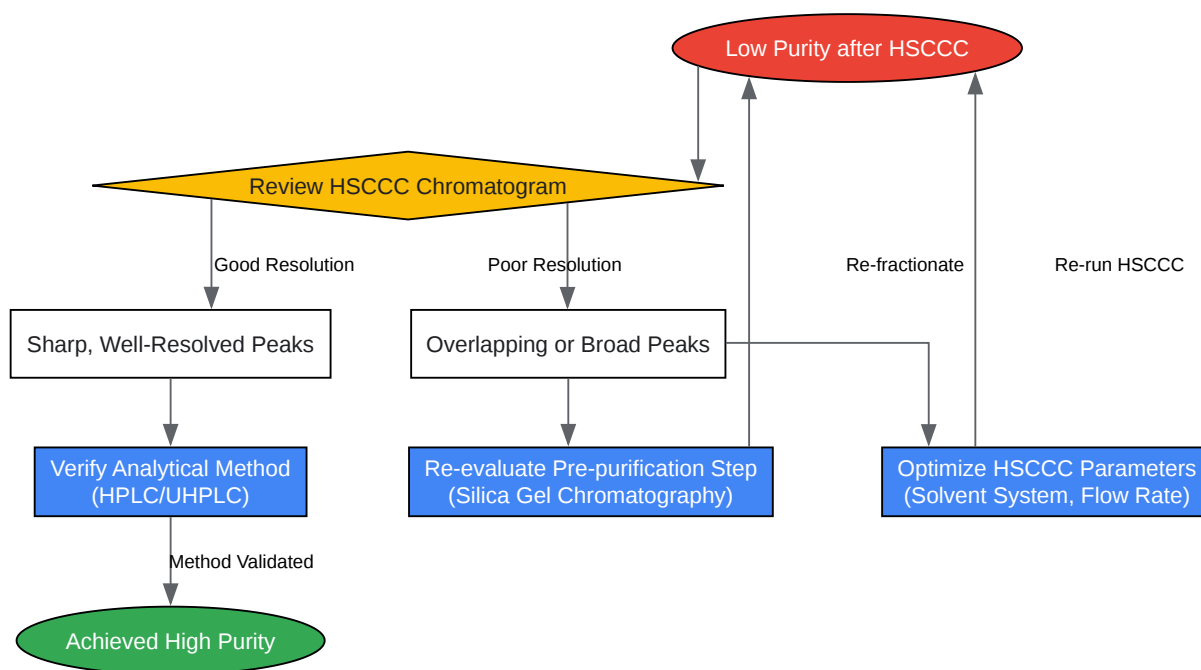 Low Purity after HSCCC
Review HSCCC Chromatogram
Good Resolution
Poor Resolution
Re-fractionate
Re-run HSCCC
Sharp, Well-Resolved Peaks
Overlapping or Broad Peaks
Verify Analytical Method
(HPLC/UHPLC)
Re-evaluate Pre-purification Step
(Silica Gel Chromatography)
Optimize HSCCC Parameters
(Solvent System, Flow Rate)
Method Validated
Achieved High Purity